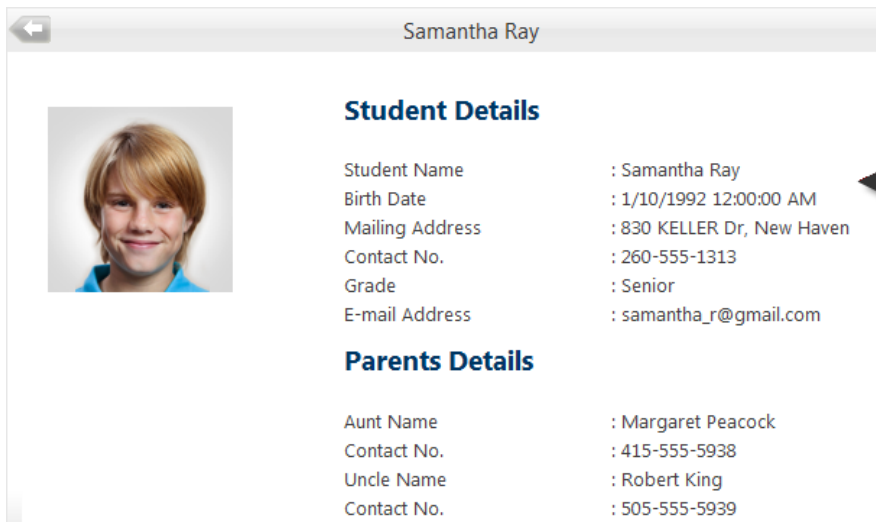 Samantha Ray
Student Details
Student Name : Samantha Ray
Birth Date : 1/10/1992 12:00:00 AM
Mailing Address : 830 KELLER Dr, New Haven
Contact No. : 260-555-1313
Grade : Senior
E-mail Address : samantha_r@gmail.com
Parents Details
Aunt Name : Margaret Peacock
Contact No. : 415-555-5938
Uncle Name : Robert King
Contact No. : 505-555-5939